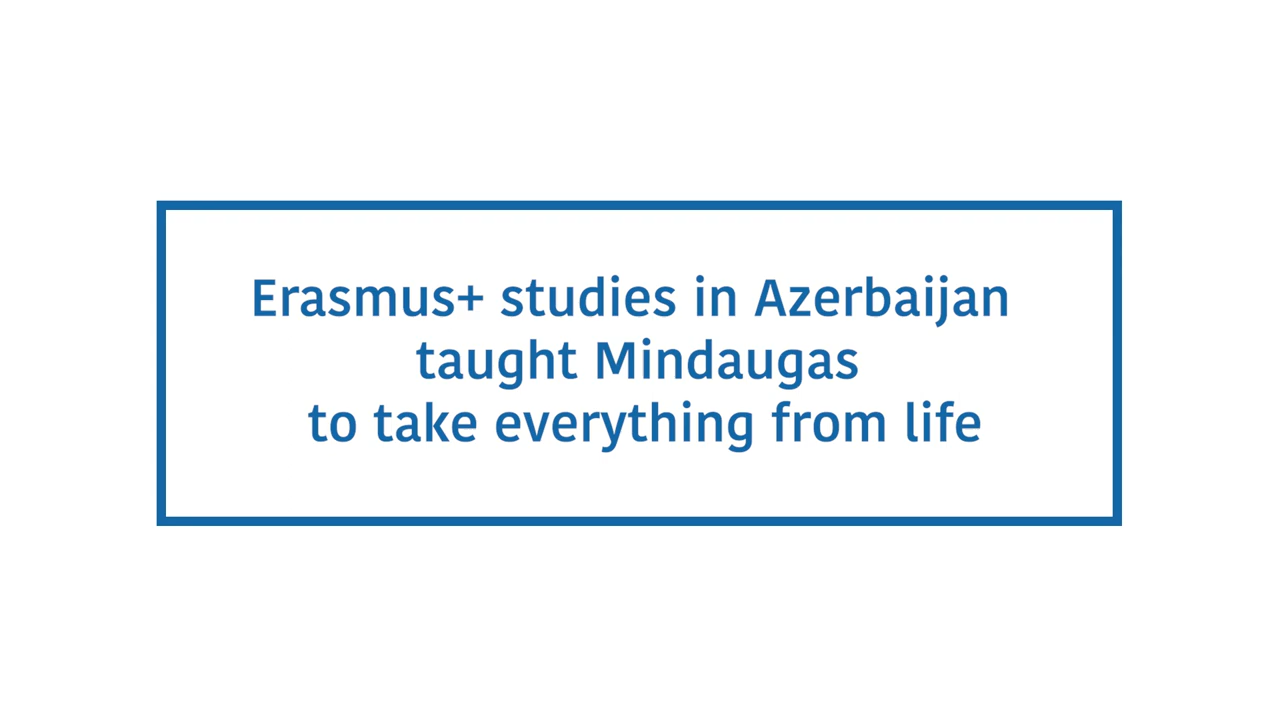 Erasmus+ studies in Azerbaijan
taught Mindaugas
to take everything from life